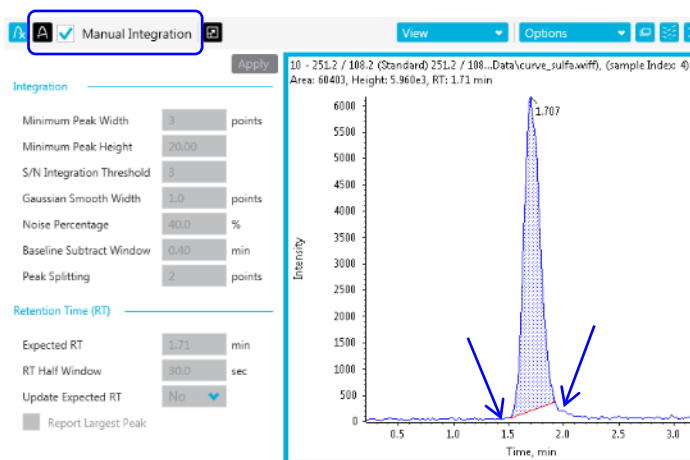 A Manual Integration
View
Options
Apply
10 - 251.2 / 108.2 (Standard) 251.2 / 108...Data\curve_sulfa.wiff), (sample Index: 4)
Area: 60403, Height: 5.960e3, RT: 1.71 min
Integration
Minimum Peak Width 3 points
Minimum Peak Height 20.00
S/N Integration Threshold 3
Gaussian Smooth Width 1.0 points
Noise Percentage 40.0 %
Baseline Subtract Window 0.40 min
Peak Splitting 2 points
Retention Time (RT)
Expected RT 1.71 min
RT Half Window 30.0 sec
Update Expected RT No
Report Largest Peak
1.707
Intensity
6000
5500
5000
4500
4000
3500
3000
2500
2000
1500
1000
500
0
0.5 1.0 1.5 2.0 2.5 3.0
Time, min